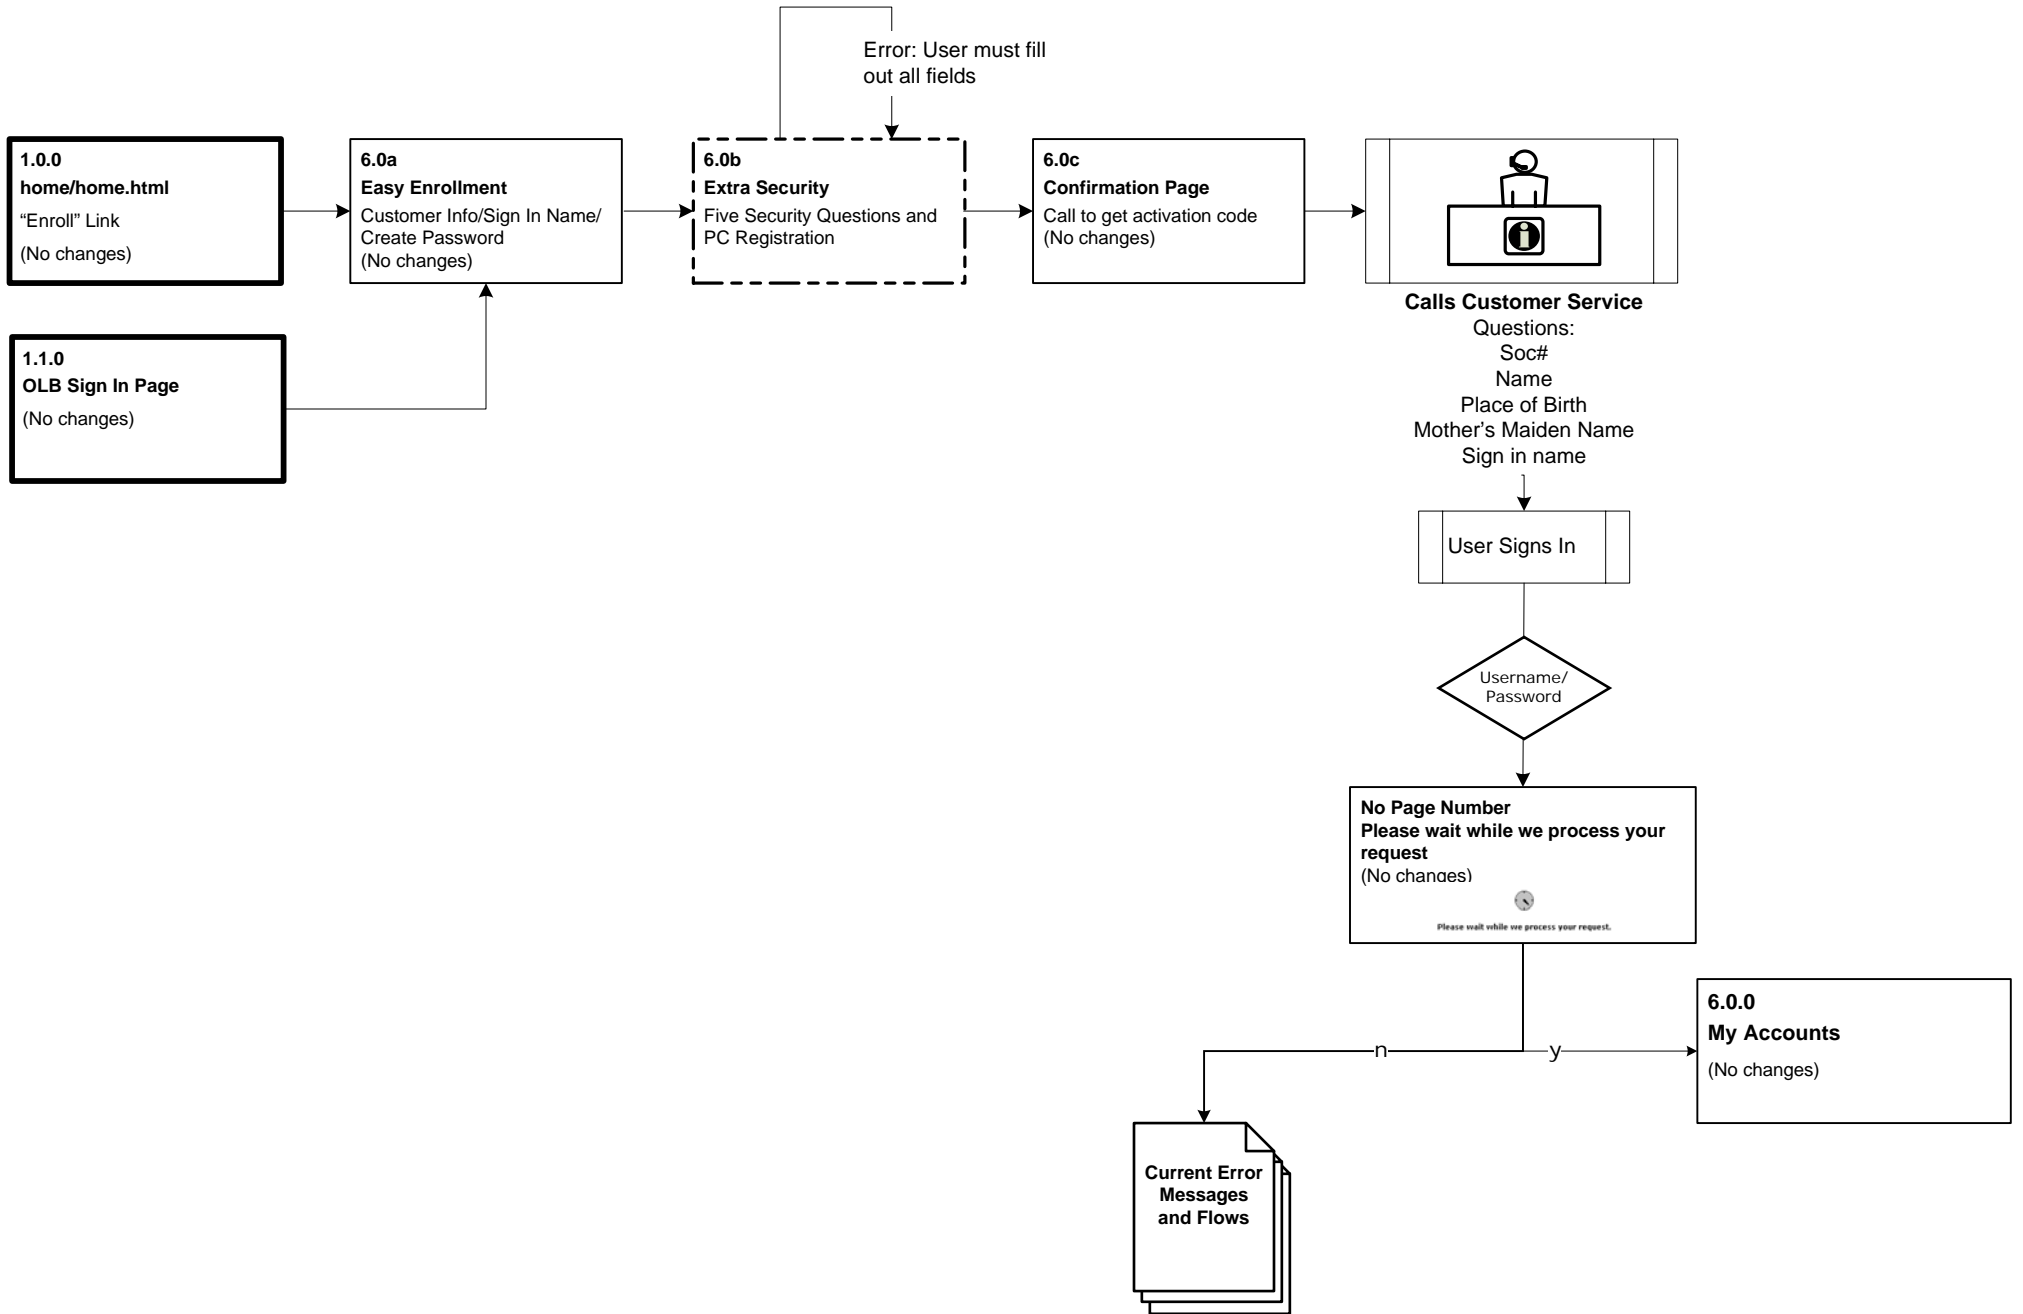 Error: User must fill
out all fields
1.0.0
home/home.html
“Enroll” Link
(No changes)
6.0a
Easy Enrollment
Customer Info/Sign In Name/
Create Password
(No changes)
6.0b
Extra Security
Five Security Questions and
PC Registration
6.0c
Confirmation Page
Call to get activation code
(No changes)
i
Calls Customer Service
Questions:
Soc#
Name
Place of Birth
Mother’s Maiden Name
Sign in name
1.1.0
OLB Sign In Page
(No changes)
User Signs In
Username/
Password
No Page Number
Please wait while we process your
request
(No changes)
Please wait while we process your request.
n
y
6.0.0
My Accounts
(No changes)
Current Error
Messages
and Flows